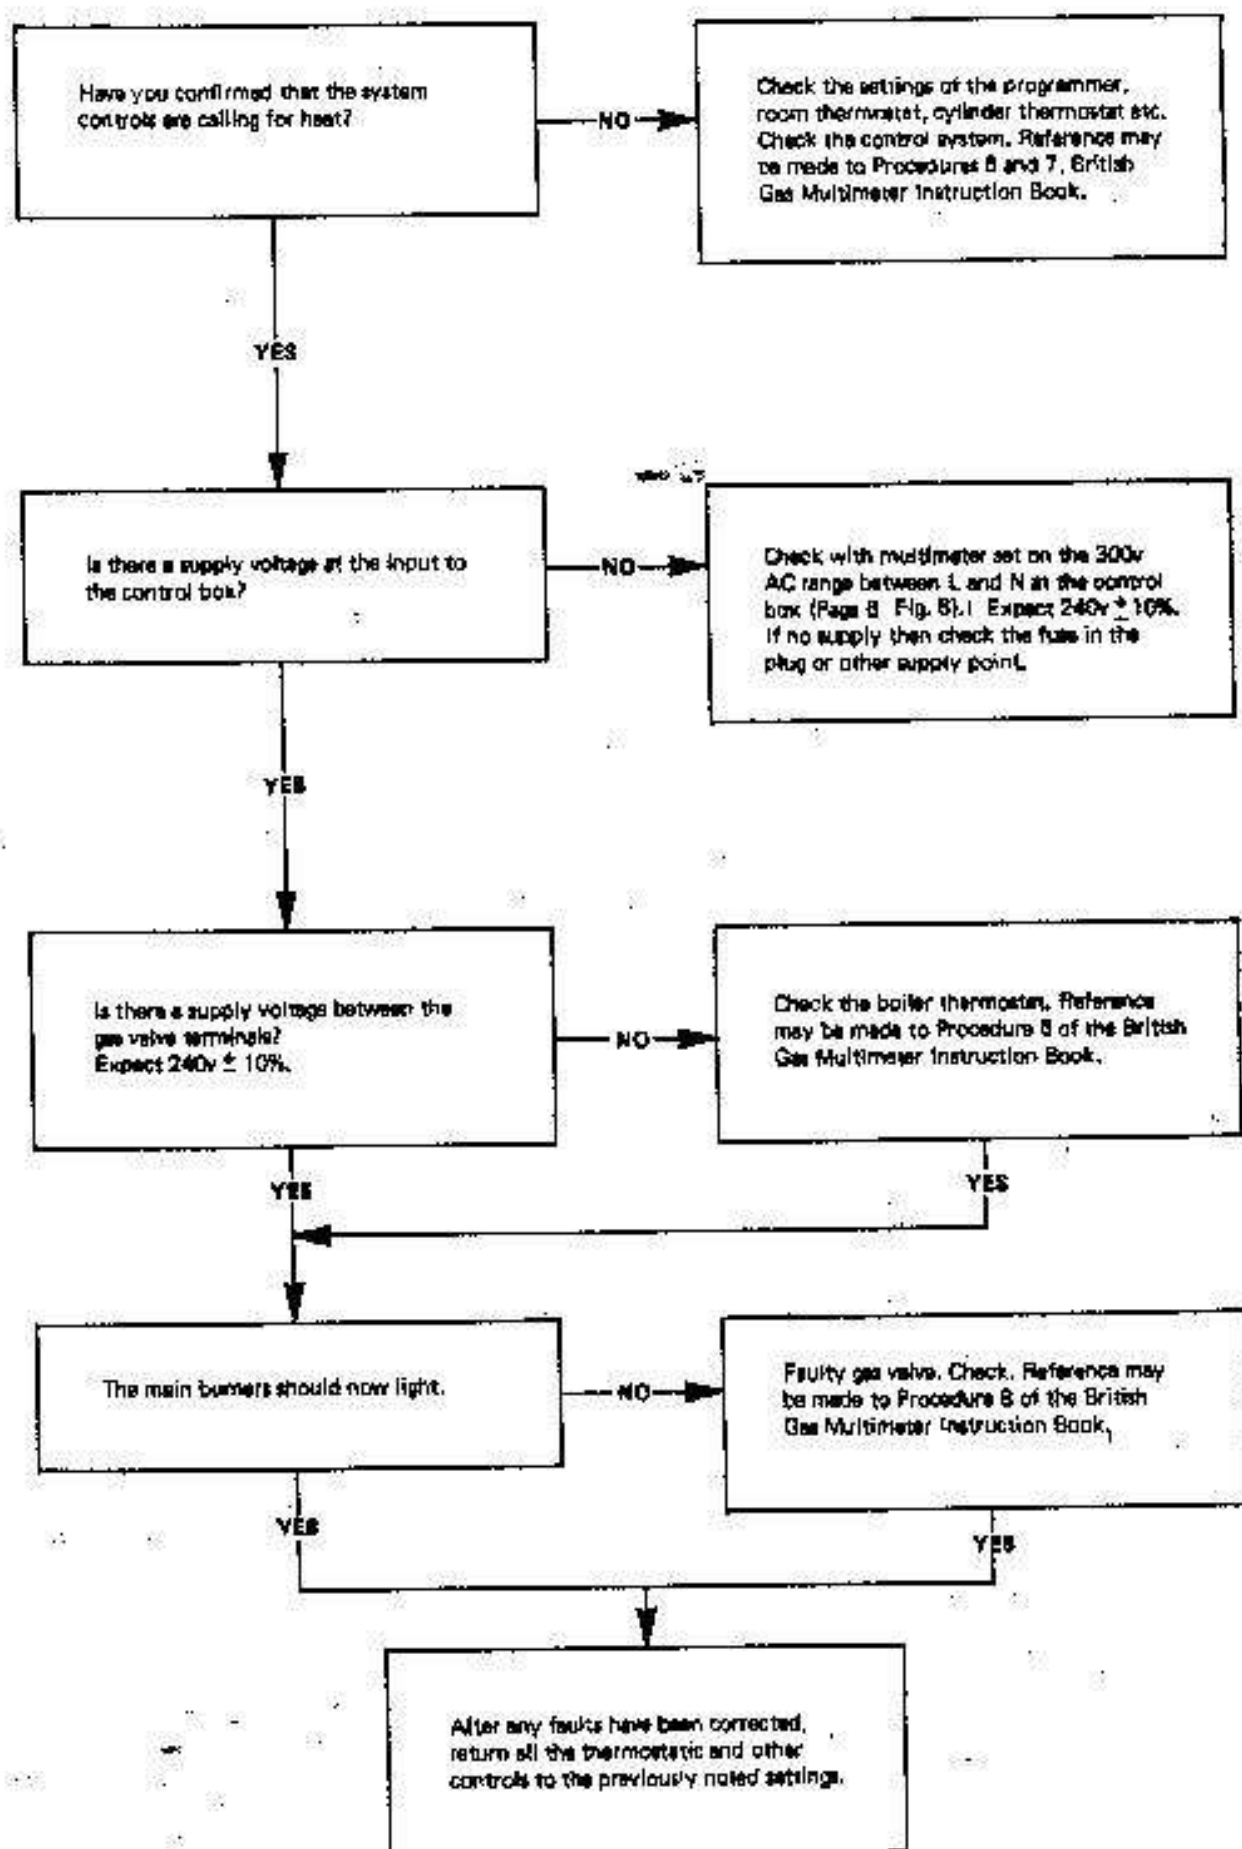 Have you confirmed that the system
controls are calling for heat?
NO
Check the settings of the programmer,
room thermostat, cylinder thermostat etc.
Check the control system. Reference may
be made to Procedures and 7, British
Gas Multimeter Instruction Book.
YES
Is there a supply voltage at the input to
the control box?
NO
Check with multimeter set on the 300v
AC range between L and N in the control
box (Page Fig. Expect 240v ± 10%.
If no supply then check the fuse in the
plug or other supply point.
YES
Is there a supply voltage between the
gas valve terminals?
Expect 240v ± 10%.
NO
Check the boiler thermostat. Reference
may be made to Procedure of the British
Gas Multimeter Instruction Book.
YES
YES
The main burners should now light.
NO
Faulty gas valve. Check. Reference may
be made to Procedure of the British
Gas Multimeter Instruction Book.
YES
YES
After any faults have been corrected,
return all the thermostatic and other
controls to the previously noted settings.